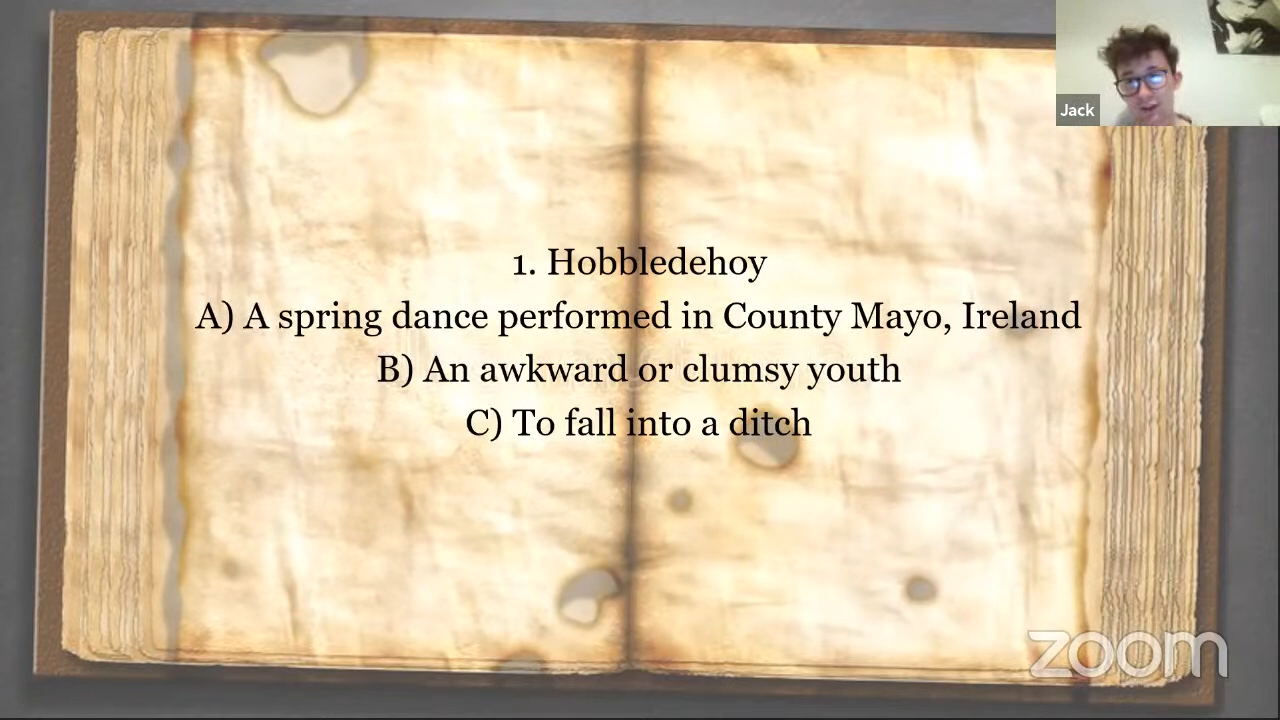 Jack
1. Hobbledehoy
A) A spring dance performed in County Mayo, Ireland
B) An awkward or clumsy youth
C) To fall into a ditch
zoom